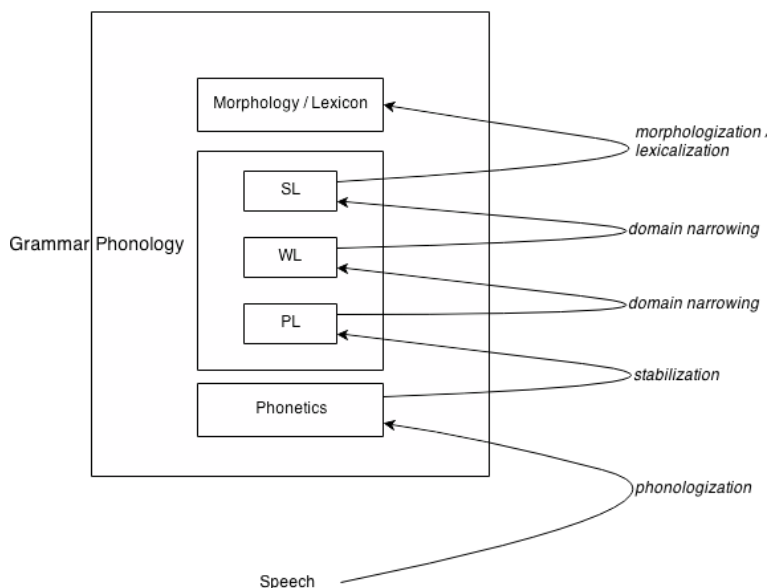 Morphology / Lexicon
morphologization /
lexicalization
SL
domain narrowing
Grammar Phonology
WL
domain narrowing
PL
stabilization
Phonetics
phonologization
Speech